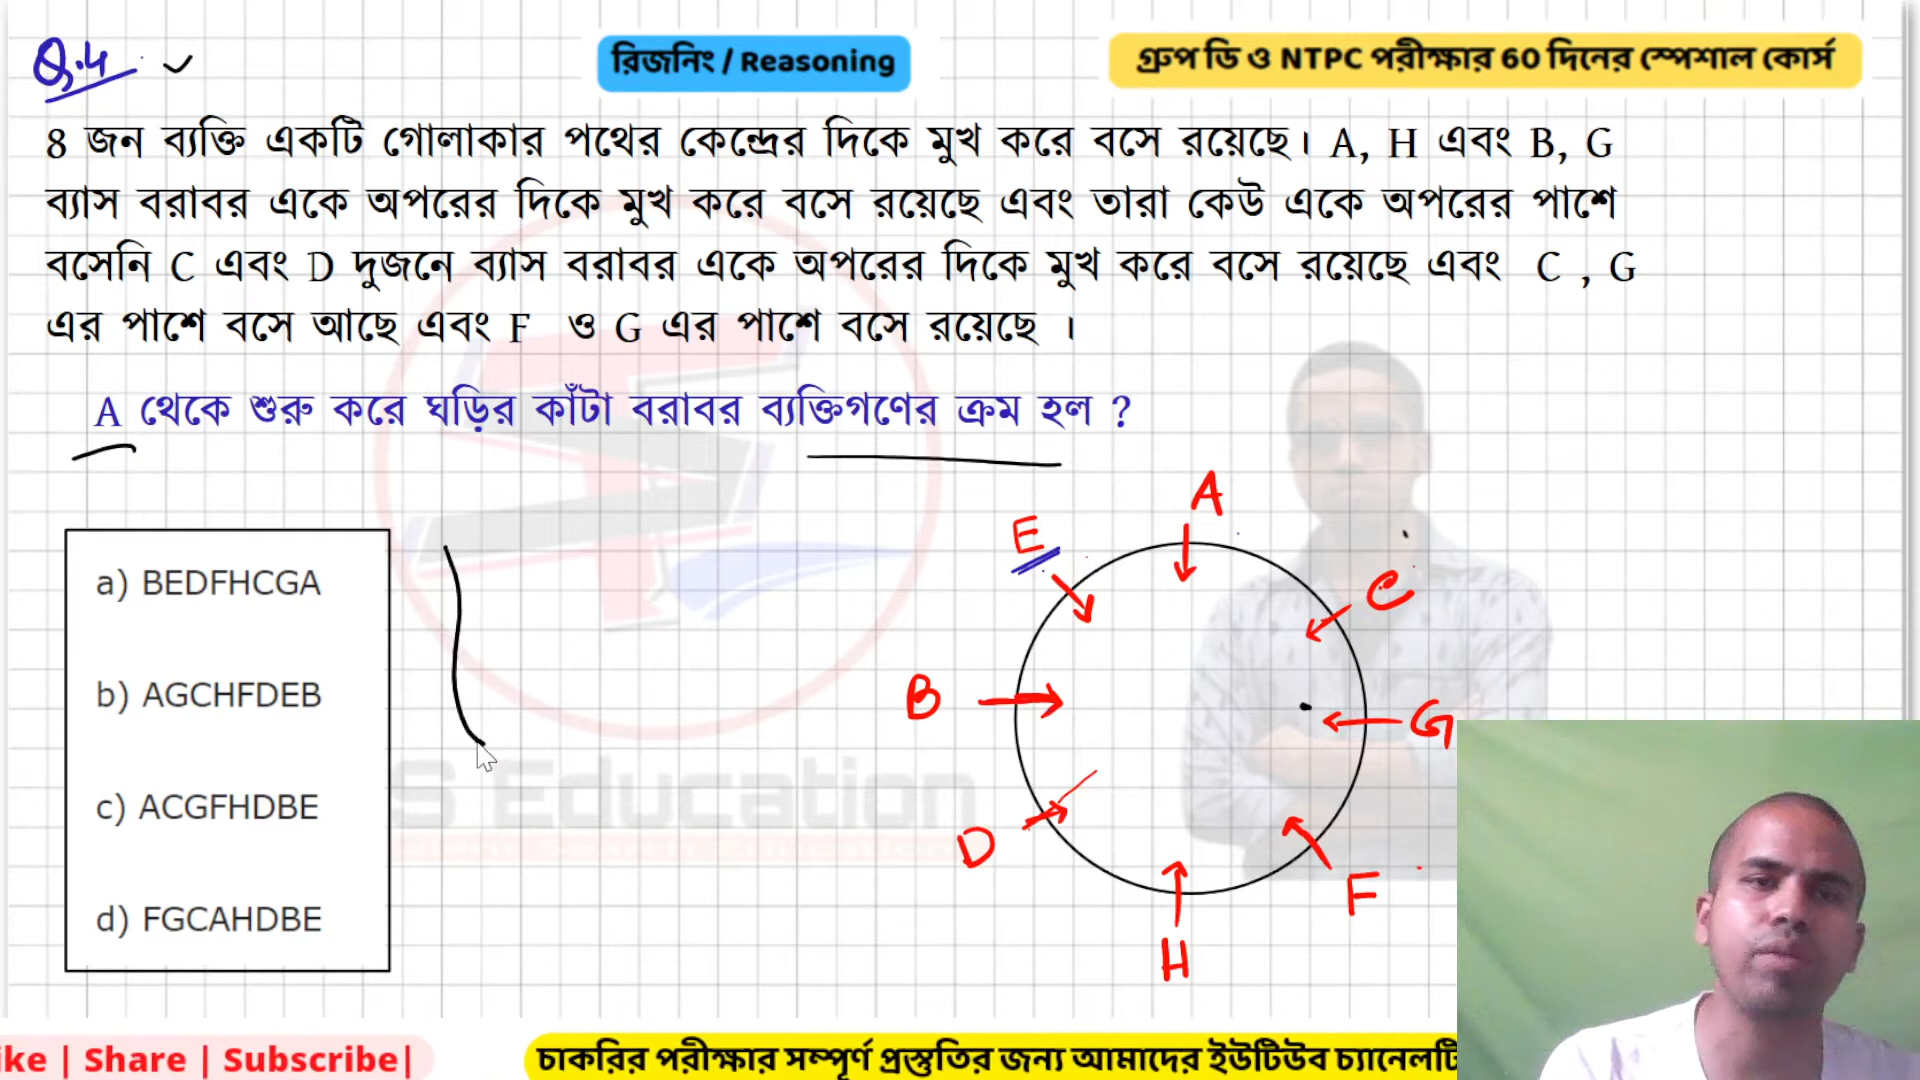 Q.4
রিজনিং / Reasoning
গ্রুপ ডি ও NTPC পরীক্ষার 60 দিনের স্পেশাল কোর্স
8 জন ব্যক্তি একটি গোলাকার পথের কেন্দ্রের দিকে মুখ করে বসে রয়েছে। A, H এবং B, G
ব্যাস বরাবর একে অপরের দিকে মুখ করে বসে রয়েছে এবং তারা কেউ একে অপরের পাশে
বসেনি C এবং D দুজনে ব্যাস বরাবর একে অপরের দিকে মুখ করে বসে রয়েছে এবং C , G
এর পাশে বসে আছে এবং F ও G এর পাশে বসে রয়েছে ।
A থেকে শুরু করে ঘড়ির কাঁটা বরাবর ব্যক্তিগণের ক্রম হল ?
a) BEDFHCGA
b) AGCHFDEB
c) ACGFHDBE
d) FGCAHDBE
A
E
C
B
G
D
F
H
S Education
ike | Share | Subscribe|
চাকরির পরীক্ষার সম্পূর্ণ প্রস্তুতির জন্য আমাদের ইউটিউব চ্যানেলটি